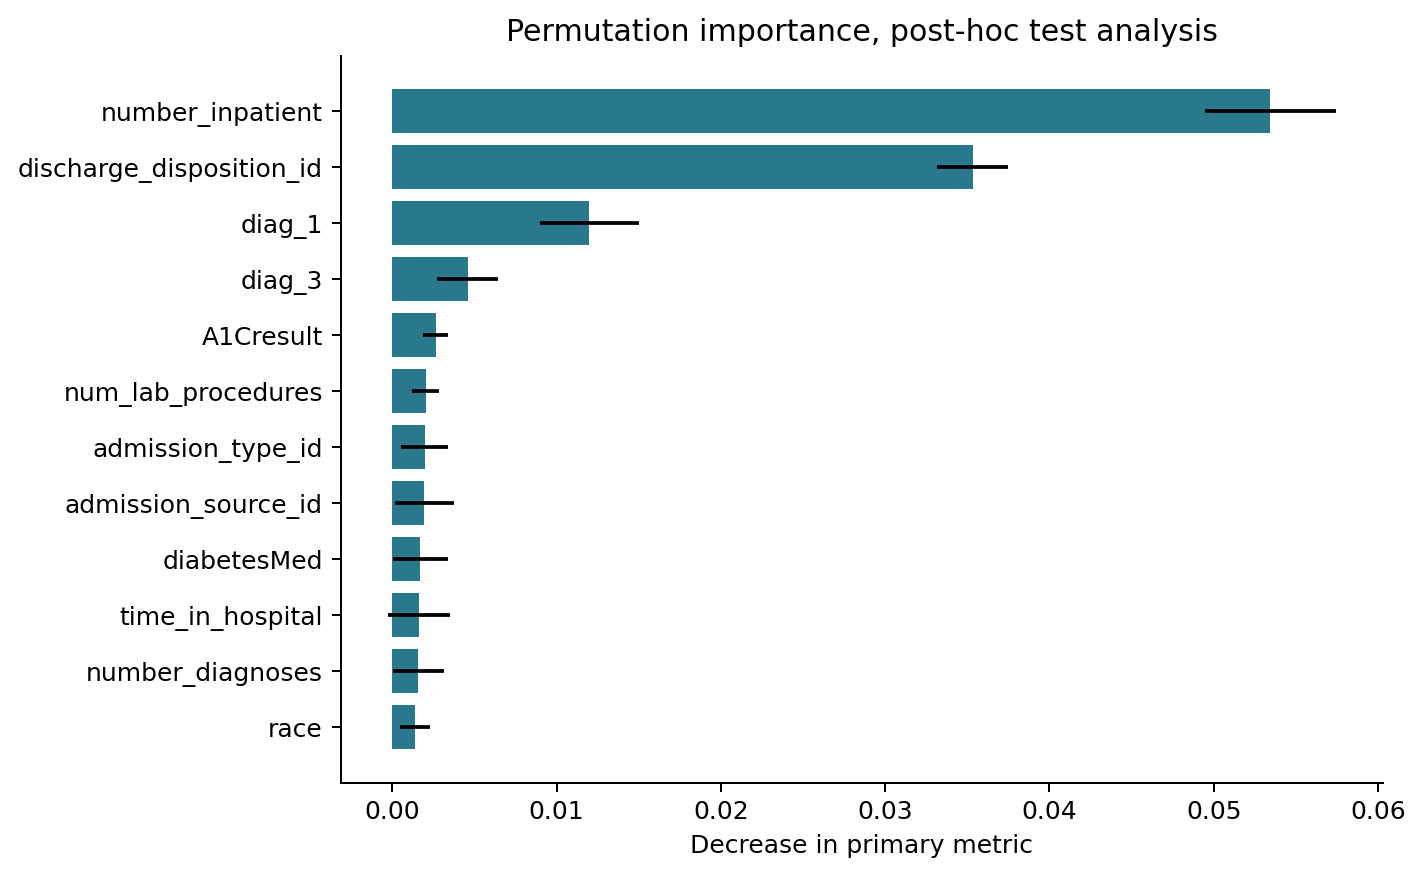 Permutation importance, post-hoc test analysis
number_inpatient
discharge_disposition_id
diag_1
diag_3
A1Cresult
num_lab_procedures
admission_type_id
admission_source_id
diabetesMed
time_in_hospital
number_diagnoses
race
0.00 0.01 0.02 0.03 0.04 0.05 0.06
Decrease in primary metric